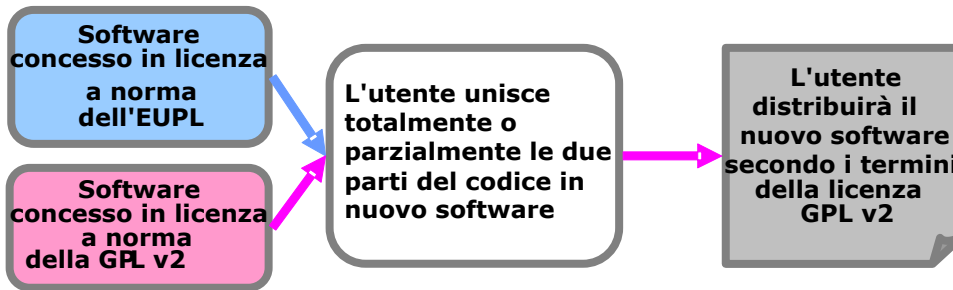 Software
concesso in licenza
a norma
dell'EUPL
Software
concesso in licenza
a norma
della GPL v2
L'utente unisce
totalmente o
parzialmente le due
parti del codice in
nuovo software
L'utente
distribuirà il
nuovo software
secondo i termini
della licenza
GPL v2